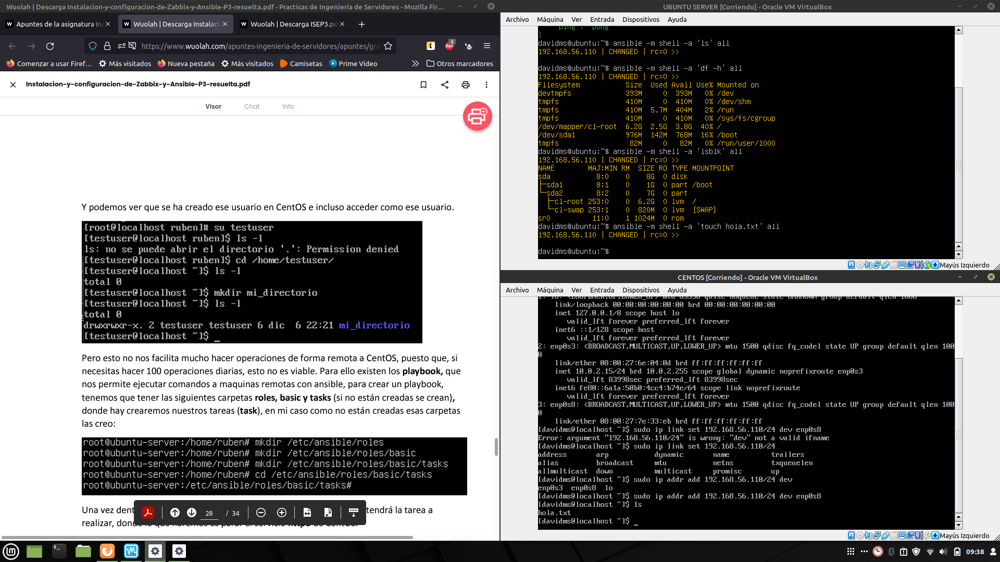 Wuolah | Descarga Instalacion-y-configuracion-de-Zabbix-y-Ansible-P3-resuelta.pdf - Practicas de Ingeniería de Servidores - Mozilla Fir...
W Apuntes de la asignatura In
W Wuolah | Descarga Instalaci
W Wuolah | Descarga ISEP3.pd
8
ABP
https://www.wuolah.com/apuntes-ingenieria-de-servidores/apuntes/gra
Comenzar a usar Firef...
Más visitados
Nueva pestaña
Más visitados
Camisetas
Prime Video
Otros marcadores
Instalacion-y-configuracion-de-Zabbix-y-Ansible-P3-resuelta.pdf
Visor
Chat
Info
Y podemos ver que se ha creado ese usuario en CentOS e incluso acceder como ese usuario.
[root@localhost ruben]# su testuser
[testuser@localhost ruben]$ ls -l
ls: no se puede abrir el directorio '.': Permission denied
[testuser@localhost ruben]$ cd /home/testuser/
[testuser@localhost ~]$ ls -l
total 0
[testuser@localhost ~]$ mkdir mi_directorio
[testuser@localhost ~]$ ls -l
total 0
drwxrwxr-x. 2 testuser testuser 6 dic  6 22:21 mi_directorio
[testuser@localhost ~]$ _
Pero esto no nos facilita mucho hacer operaciones de forma remota a CentOS, puesto que, si
necesitas hacer 100 operaciones diarias, esto no es viable. Para ello existen los playbook, que
nos permite ejecutar comandos a maquinas remotas con ansible, para crear un playbook,
tenemos que tener las siguientes carpetas roles, basic y tasks (si no están creadas se crean),
donde hay crearemos nuestros tareas (task), en mi caso como no están creadas esas carpetas
las creo:
root@ubuntu-server:/home/ruben# mkdir /etc/ansible/roles
root@ubuntu-server:/home/ruben# mkdir /etc/ansible/roles/basic
root@ubuntu-server:/home/ruben# mkdir /etc/ansible/roles/basic/tasks
root@ubuntu-server:/home/ruben# cd /etc/ansible/roles/basic/tasks
root@ubuntu-server:/etc/ansible/roles/basic/tasks#
Una vez dent
tendrá la tarea a
realizar, dond
28 / 34
UBUNTU SERVER [Corriendo] - Oracle VM VirtualBox
Archivo Máquina Ver Entrada Dispositivos Ayuda
"ping": "pong"
}
davidms@ubuntu:~$ ansible -m shell -a 'ls' all
192.168.56.110 | CHANGED | rc=0 >>
davidms@ubuntu:~$ ansible -m shell -a 'df -h' all
192.168.56.110 | CHANGED | rc=0 >>
Filesystem           Size  Used Avail Use% Mounted on
devtmpfs             393M     0  393M   0% /dev
tmpfs                410M     0  410M   0% /dev/shm
tmpfs                410M  5.7M  404M   2% /run
tmpfs                410M     0  410M   0% /sys/fs/cgroup
/dev/mapper/cl-root  6.2G  2.5G  3.8G  40% /
/dev/sda1            976M  142M  768M  16% /boot
tmpfs                 82M     0   82M   0% /run/user/1000
davidms@ubuntu:~$ ansible -m shell -a 'lsblk' all
192.168.56.110 | CHANGED | rc=0 >>
NAME        MAJ:MIN RM  SIZE RO TYPE MOUNTPOINT
sda           8:0    0    8G  0 disk
├─sda1        8:1    0    1G  0 part /boot
└─sda2        8:2    0    7G  0 part
  ├─cl-root 253:0    0  6.2G  0 lvm  /
  └─cl-swap 253:1    0  820M  0 lvm  [SWAP]
sr0          11:0    1 1024M  0 rom
davidms@ubuntu:~$ ansible -m shell -a 'touch hola.txt' all
192.168.56.110 | CHANGED | rc=0 >>
davidms@ubuntu:~$
Mayús Izquierdo
CENTOS [Corriendo] - Oracle VM VirtualBox
Archivo Máquina Ver Entrada Dispositivos Ayuda
1: lo: <LOOPBACK,UP,LOWER_UP> mtu 65536 qdisc noqueue state UNKNOWN group default qlen 1000
link/loopback 00:00:00:00:00:00 brd 00:00:00:00:00:00
inet 127.0.0.1/8 scope host lo
valid_lft forever preferred_lft forever
inet6 ::1/128 scope host
valid_lft forever preferred_lft forever
2: enp0s3: <BROADCAST,MULTICAST,UP,LOWER_UP> mtu 1500 qdisc fq_codel state UP group default qlen 100
0
link/ether 08:00:27:6e:04:0d brd ff:ff:ff:ff:ff:ff
inet 10.0.2.15/24 brd 10.0.2.255 scope global dynamic noprefixroute enp0s3
valid_lft 83998sec preferred_lft 83998sec
inet6 fe80::6a1a:50b0:4cc4:b74e/64 scope link noprefixroute
valid_lft forever preferred_lft forever
3: enp0s8: <BROADCAST,MULTICAST,UP,LOWER_UP> mtu 1500 qdisc fq_codel state UP group default qlen 100
0
link/ether 08:00:27:7e:33:eb brd ff:ff:ff:ff:ff:ff
[davidms@localhost ~]$ sudo ip link set 192.168.56.110/24 dev enp0s8
Error: argument "192.168.56.110/24" is wrong: "dev" not a valid ifname
[davidms@localhost ~]$ sudo ip link set 192.168.56.110/24
address       arp           dynamic       name          trailers
alias         broadcast     mtu           netns         txqueuelen
allmulticast  down          multicast     promisc       up
[davidms@localhost ~]$ sudo ip addr add 192.168.56.110/24 dev
enp0s3  enp0s8  lo
[davidms@localhost ~]$ sudo ip addr add 192.168.56.110/24 dev enp0s8
[davidms@localhost ~]$ ls
hola.txt
[davidms@localhost ~]$ _
Mayús Izquierdo
09:38